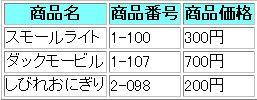 商品名 商品番号 商品価格
スモールライト 1-100 300円
ダックモービル 1-107 700円
しびれおにぎり 2-098 200円